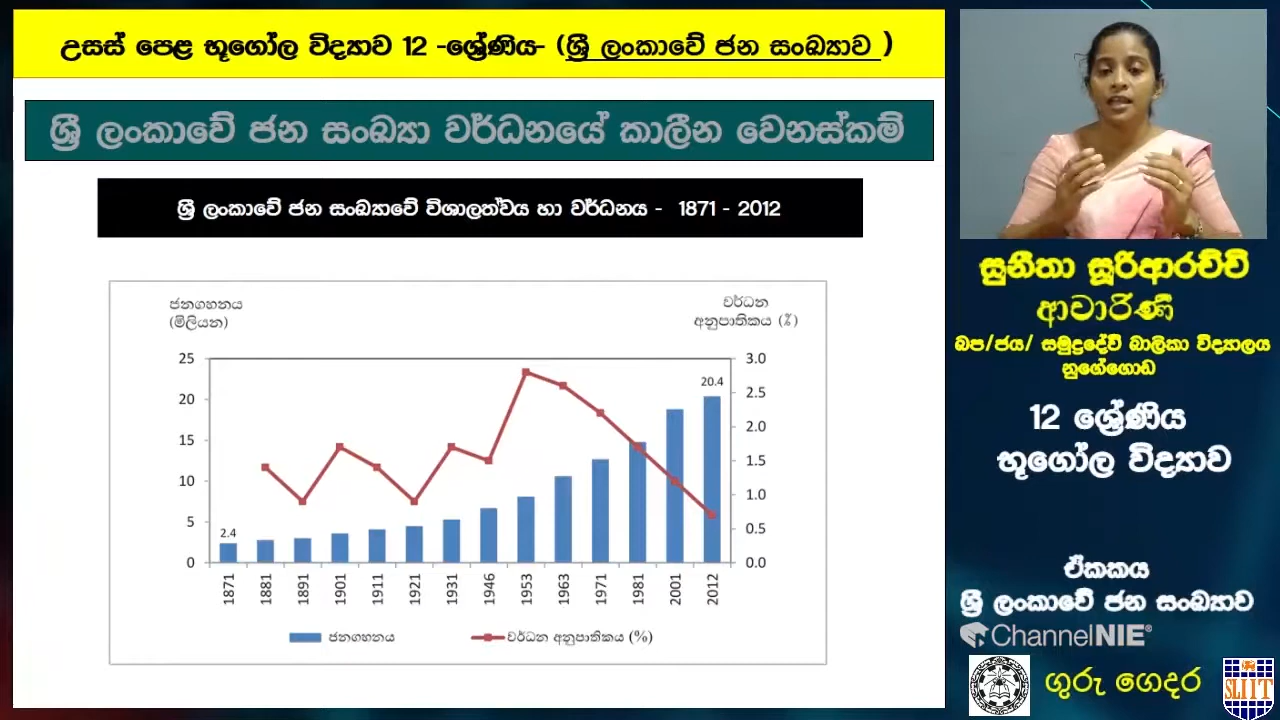 උසස් පෙළ භූගෝල විද්‍යාව 12 -ශ්‍රේණිය- (ශ්‍රී ලංකාවේ ජන සංඛ්‍යාව )
ශ්‍රී ලංකාවේ ජන සංඛ්‍යා වර්ධනයේ කාලීන වෙනස්කම්
ශ්‍රී ලංකාවේ ජන සංඛ්‍යාවේ විශාලත්වය හා වර්ධනය - 1871 - 2012
ජනගහනය
(මිලියන)
වර්ධන
අනුපාතිකය (%)
25
20
15
10
5
0
3.0
2.5
2.0
1.5
1.0
0.5
0.0
2.4
20.4
1871 1881 1891 1901 1911 1921 1931 1946 1953 1963 1971 1981 2001 2012
ජනගහනය වර්ධන අනුපාතිකය (%)
සුනීතා සූරිආරච්චි
ආචාරිණී
බප/ජය/ සමුද්‍රදේවී බාලිකා විද්‍යාලය
නුගේගොඩ
12 ශ්‍රේණිය
භූගෝල විද්‍යාව
ඒකකය
ශ්‍රී ලංකාවේ ජන සංඛ්‍යාව
ChannelNIE®
ගුරු ගෙදර
SLIIT